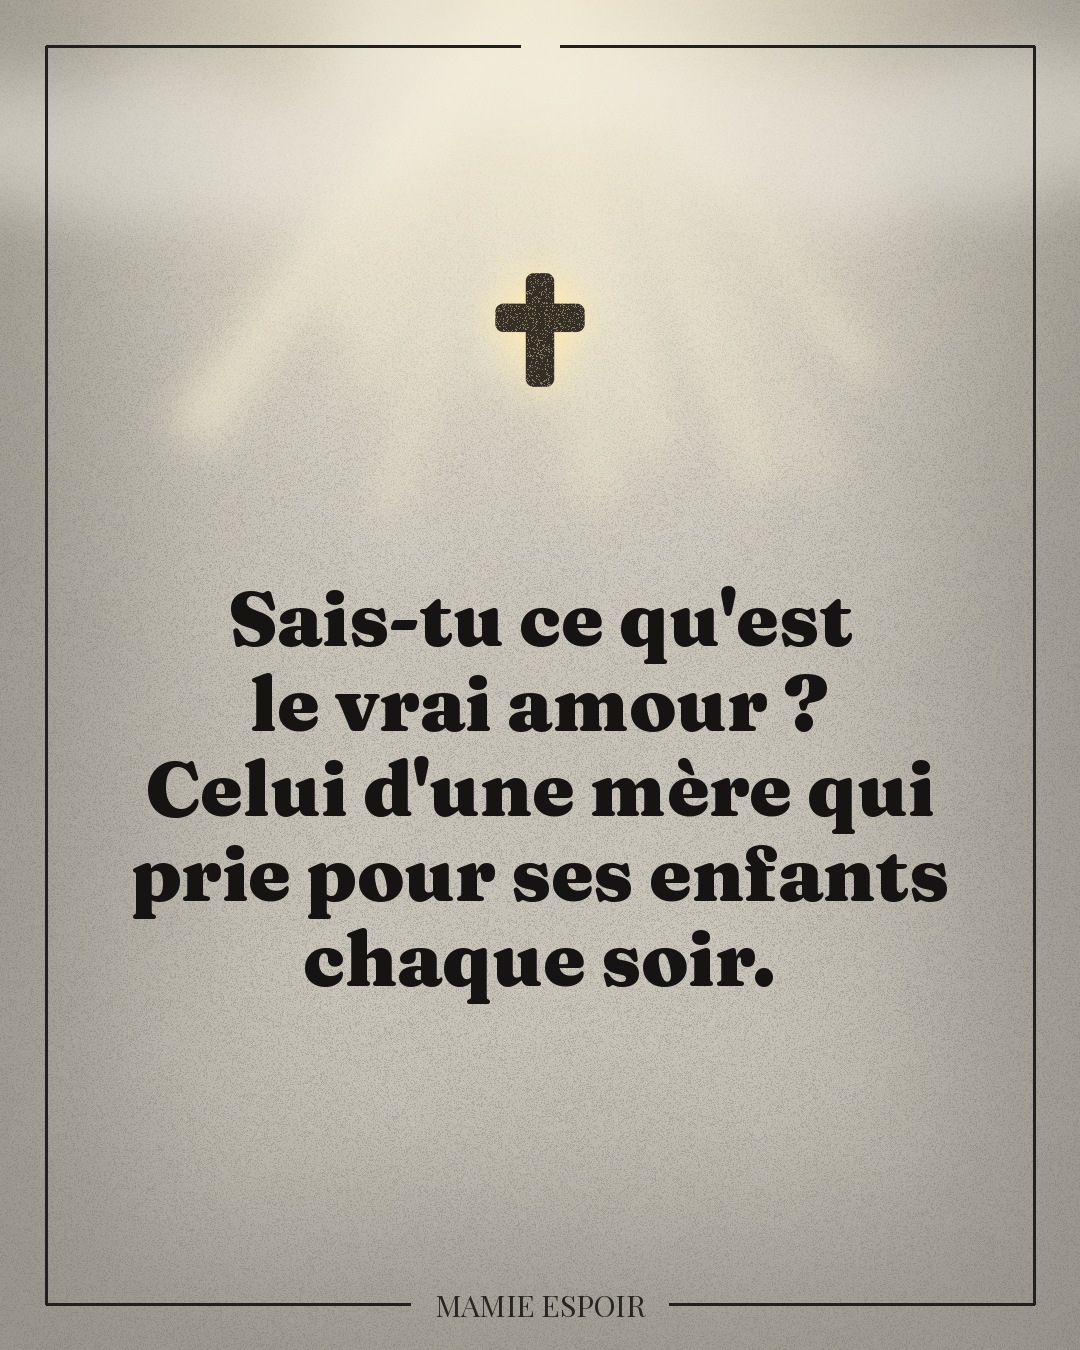 Sais-tu ce qu'est
le vrai amour ?
Celui d'une mère qui
prie pour ses enfants
chaque soir.
MAMIE ESPOIR